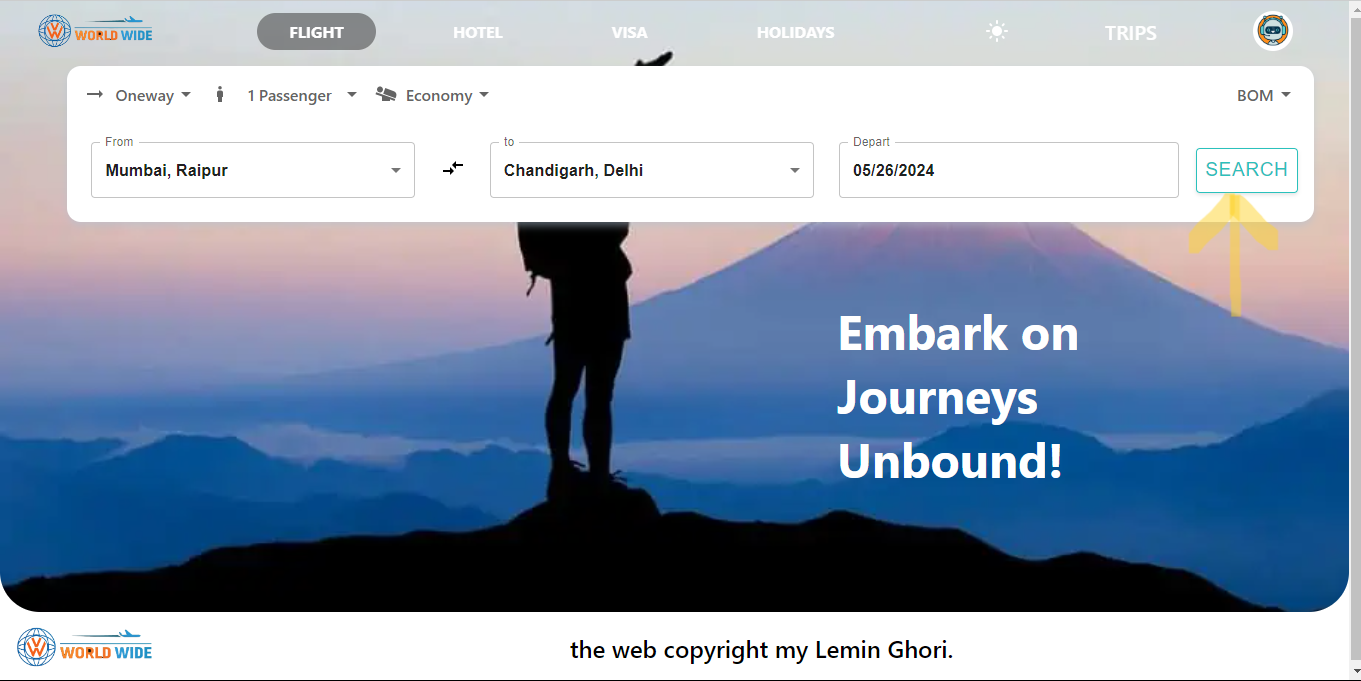 WORLD WIDE
FLIGHT HOTEL VISA HOLIDAYS TRIPS
Oneway 1 Passenger Economy BOM
From to Depart
Mumbai, Raipur Chandigarh, Delhi 05/26/2024 SEARCH
Embark on
Journeys
Unbound!
WORLD WIDE the web copyright my Lemin Ghori.